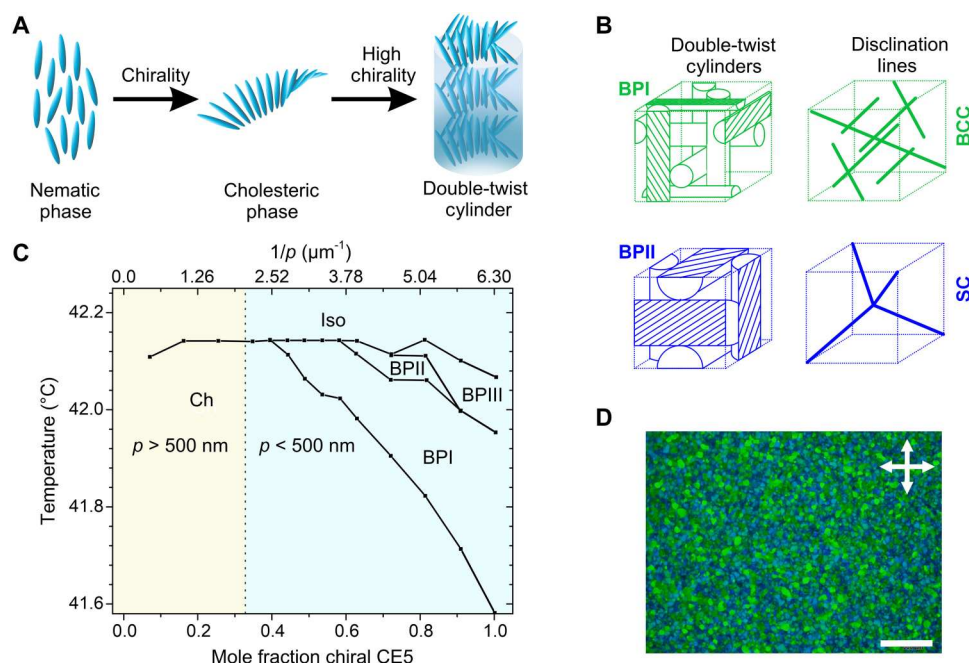 A
Chirality
High
chirality
Nematic
phase
Cholesteric
phase
Double-twist
cylinder
B
Double-twist
cylinders
Disclination
lines
BPI
BCC
BPII
SC
C
1/p (μm⁻¹)
0.0 1.26 2.52 3.78 5.04 6.30
Temperature (°C)
42.2
42.0
41.8
41.6
Iso
BPII
BPIII
Ch
BPI
p > 500 nm
p < 500 nm
0.0 0.2 0.4 0.6 0.8 1.0
Mole fraction chiral CE5
D